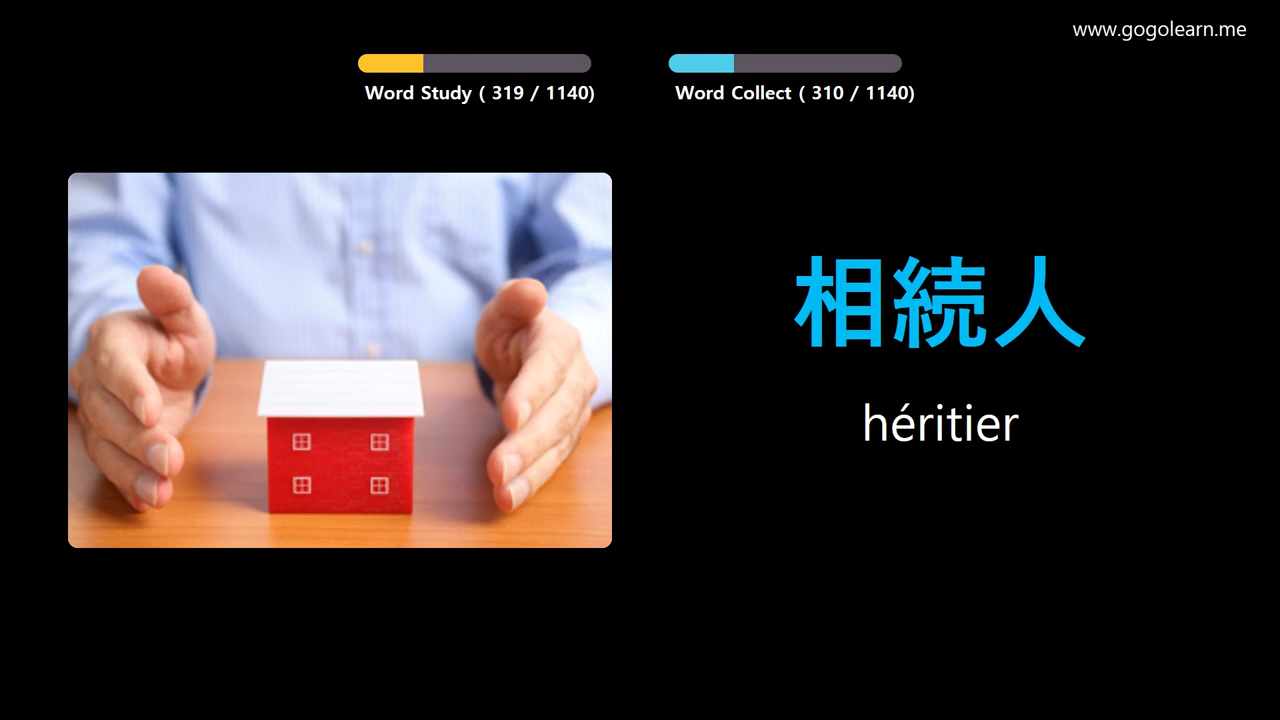 www.gogolearn.me
Word Study ( 319 / 1140)
Word Collect ( 310 / 1140)
相続人
héritier